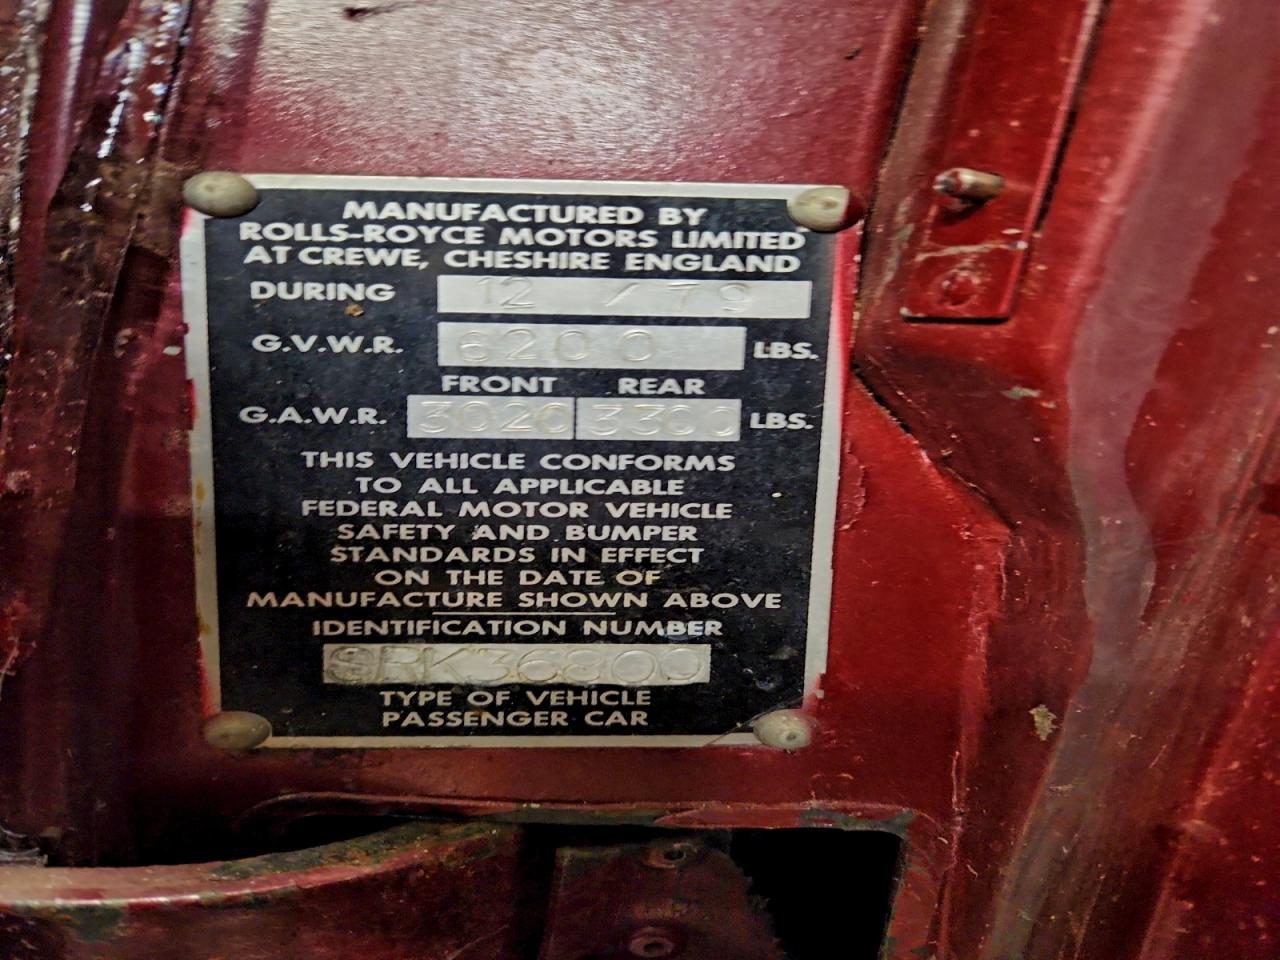 MANUFACTURED BY
ROLLS-ROYCE MOTORS LIMITED
AT CREWE, CHESHIRE ENGLAND
DURING 12 / 79
G.V.W.R. 6200 LBS.
FRONT REAR
G.A.W.R. 3020 3300 LBS.
THIS VEHICLE CONFORMS
TO ALL APPLICABLE
FEDERAL MOTOR VEHICLE
SAFETY AND BUMPER
STANDARDS IN EFFECT
ON THE DATE OF
MANUFACTURE SHOWN ABOVE
IDENTIFICATION NUMBER
TYPE OF VEHICLE
PASSENGER CAR